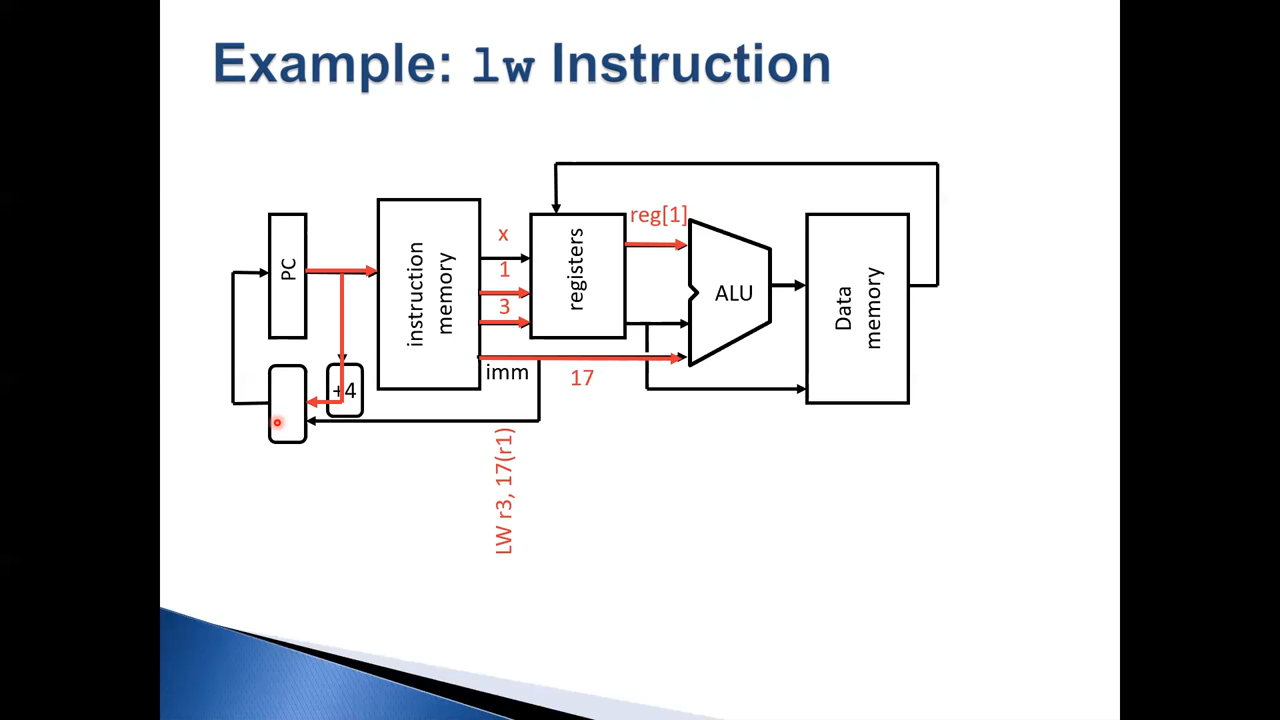 Example: lw Instruction
PC
+4
instruction
memory
x
1
3
imm
registers
reg[1]
17
ALU
Data
memory
LW r3, 17(r1)